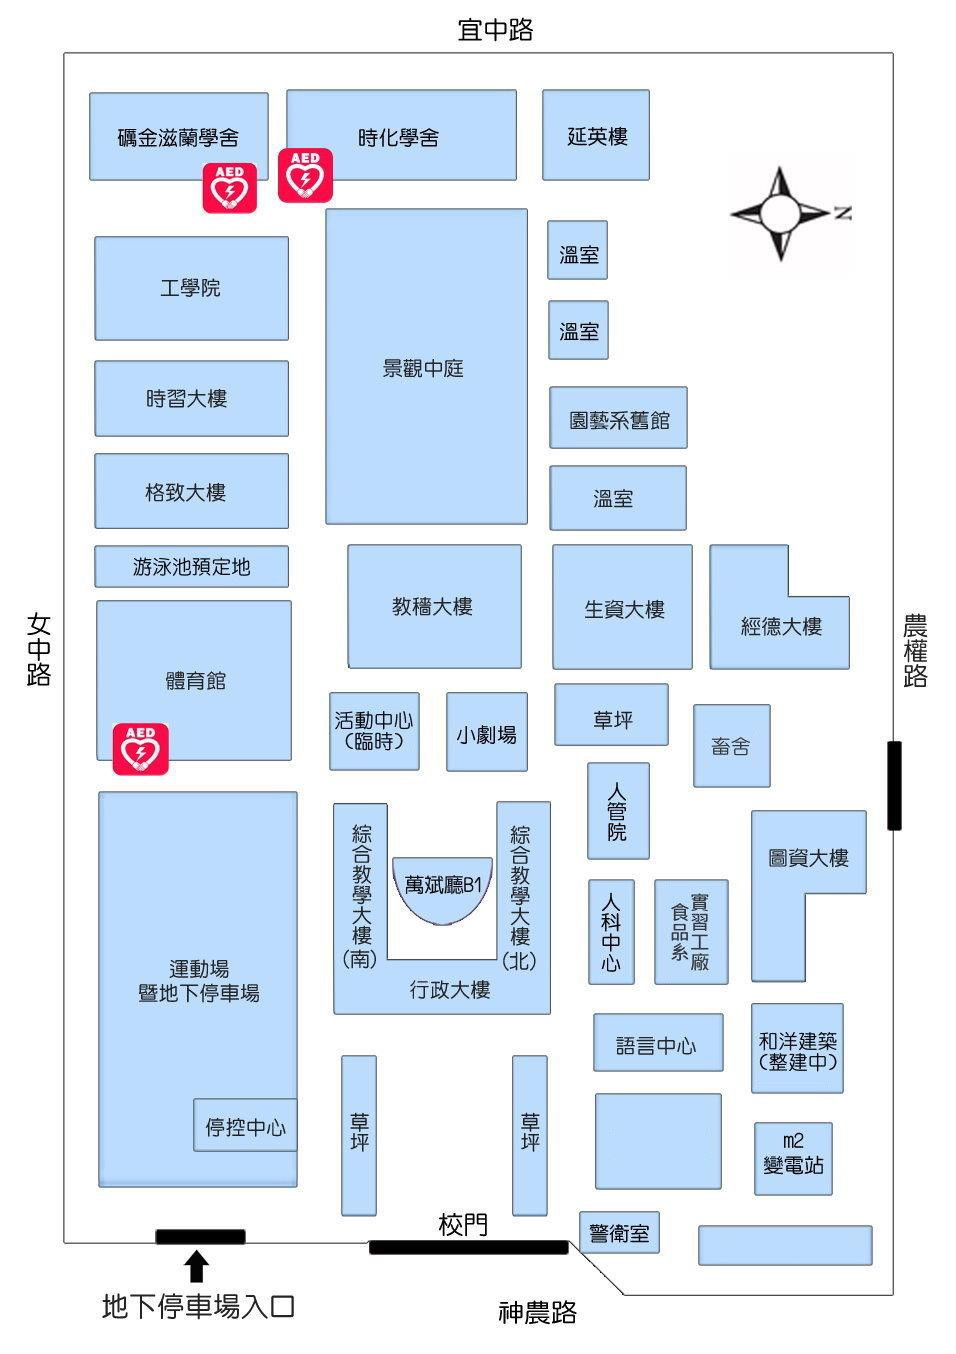 宜中路
礪金滋蘭學舍
時化學舍
延英樓
AED
AED
N
工學院
景觀中庭
溫室
溫室
時習大樓
園藝系舊館
格致大樓
溫室
游泳池預定地
教穡大樓
生資大樓
經德大樓
女中路
農權路
體育館
AED
活動中心
（臨時）
小劇場
草坪
畜舍
人管院
綜合教學大樓
(南)
萬斌廳B1
綜合教學大樓
(北)
行政大樓
圖資大樓
人科中心
實習工廠
食品系
運動場
暨地下停車場
語言中心
和洋建築
（整建中）
停控中心
草坪
草坪
m2
變電站
校門
警衛室
地下停車場入口
神農路